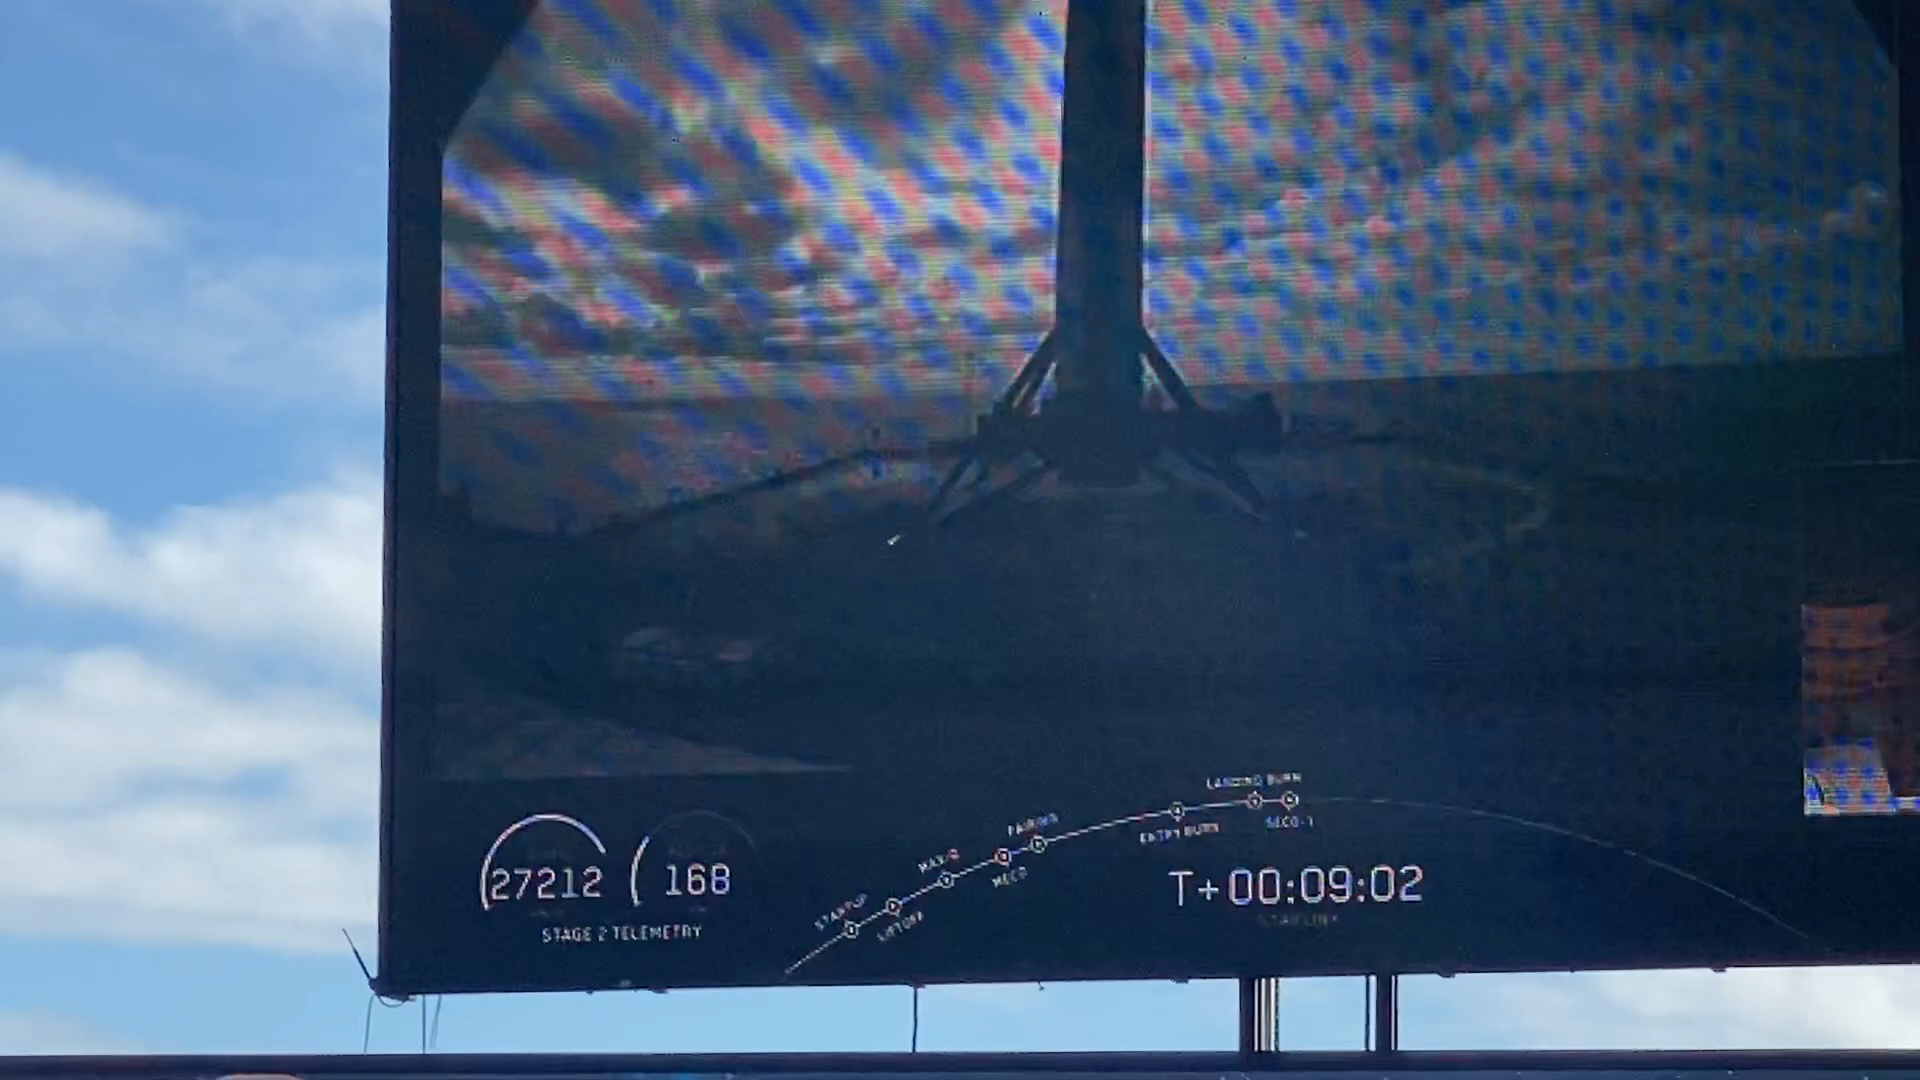 LANDING BURN
FAIRING
ENTRY BURN
SECO-1
MAX-Q
MECO
STARTUP
LIFTOFF
27212
168
STAGE 2 TELEMETRY
T+00:09:02
STARLINK